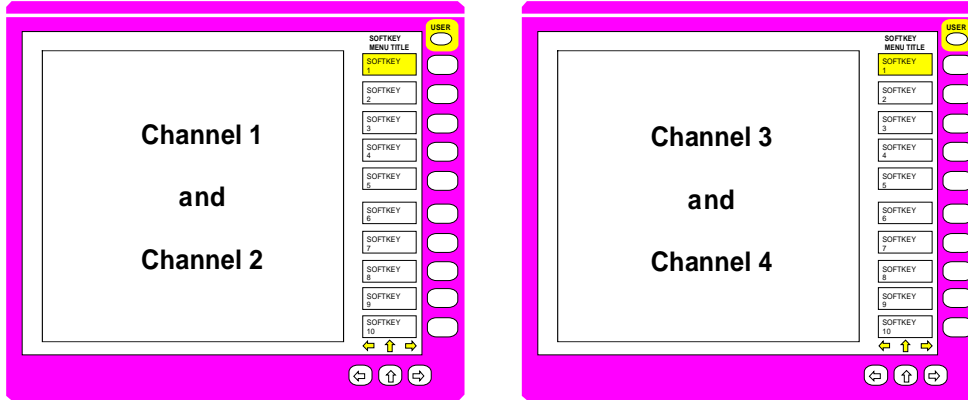 USER
SOFTKEY
MENU TITLE
SOFTKEY
1
SOFTKEY
2
SOFTKEY
3
SOFTKEY
4
SOFTKEY
5
SOFTKEY
6
SOFTKEY
7
SOFTKEY
8
SOFTKEY
9
SOFTKEY
10
Channel 1
and
Channel 2
USER
SOFTKEY
MENU TITLE
SOFTKEY
1
SOFTKEY
2
SOFTKEY
3
SOFTKEY
4
SOFTKEY
5
SOFTKEY
6
SOFTKEY
7
SOFTKEY
8
SOFTKEY
9
SOFTKEY
10
Channel 3
and
Channel 4